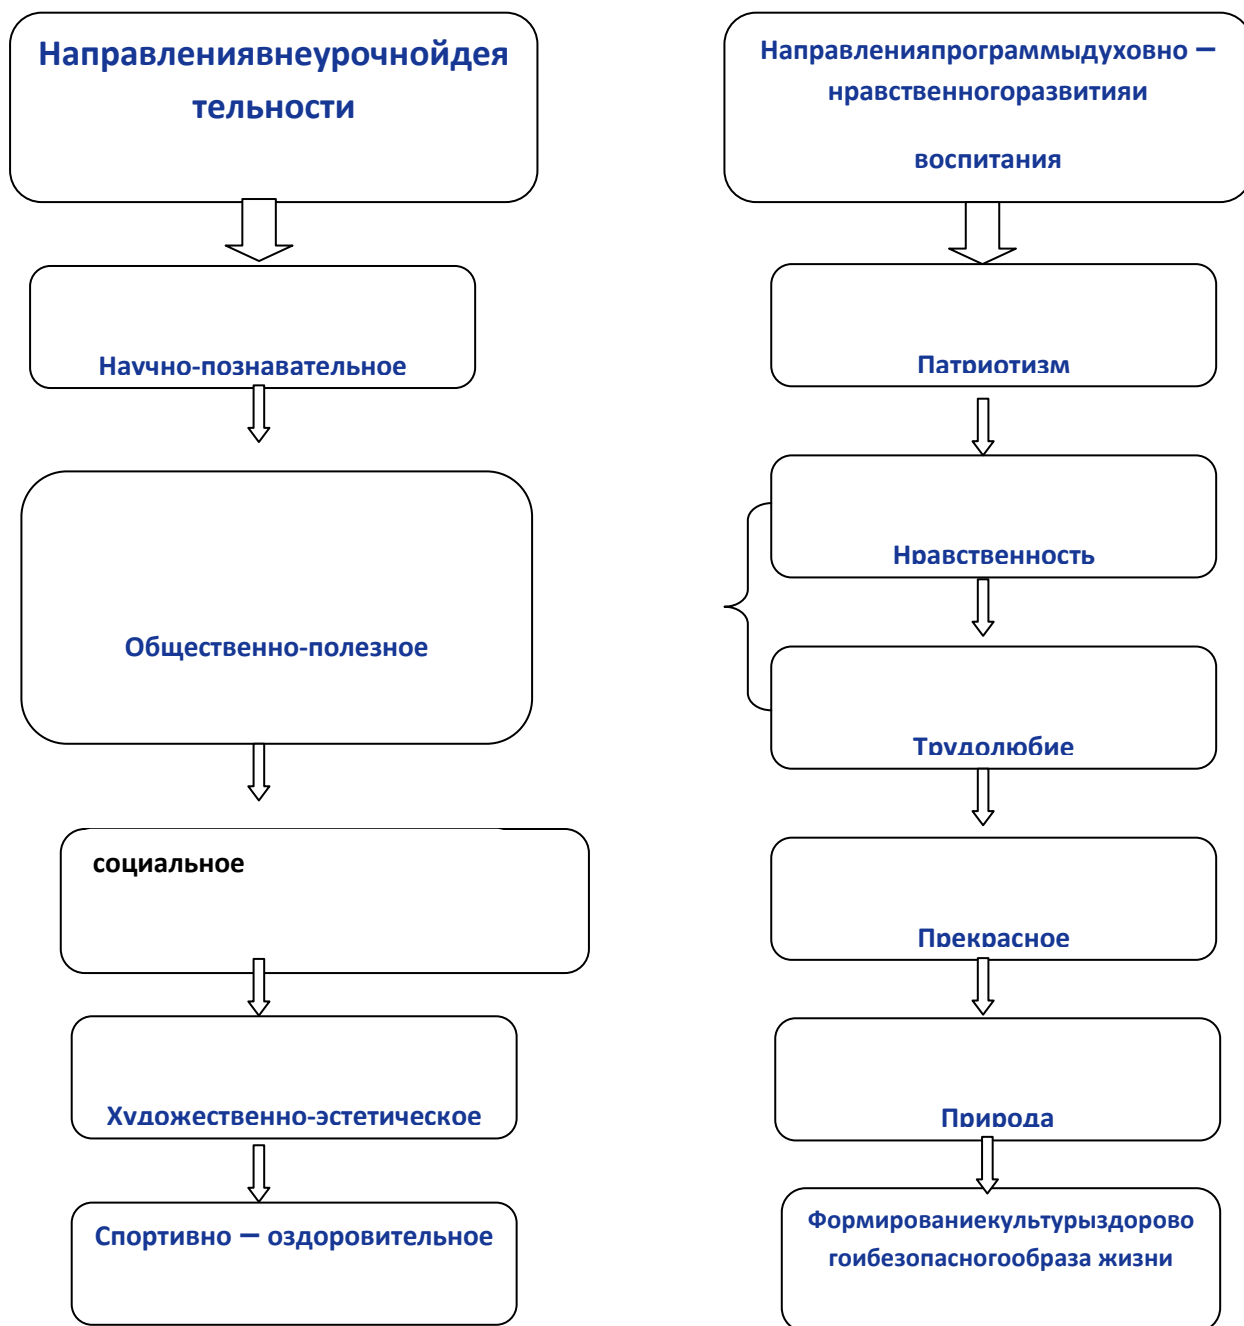 Направлениявнеурочнойдея
тельности
Научно-познавательное
Общественно-полезное
социальное
Художественно-эстетическое
Спортивно – оздоровительное
Направленияпрограммыдуховно –
нравственногоразвитияи
воспитания
Патриотизм
Нравственность
Трудолюбие
Прекрасное
Природа
Формированиекультурыздорово
гоибезопасногообраза жизни